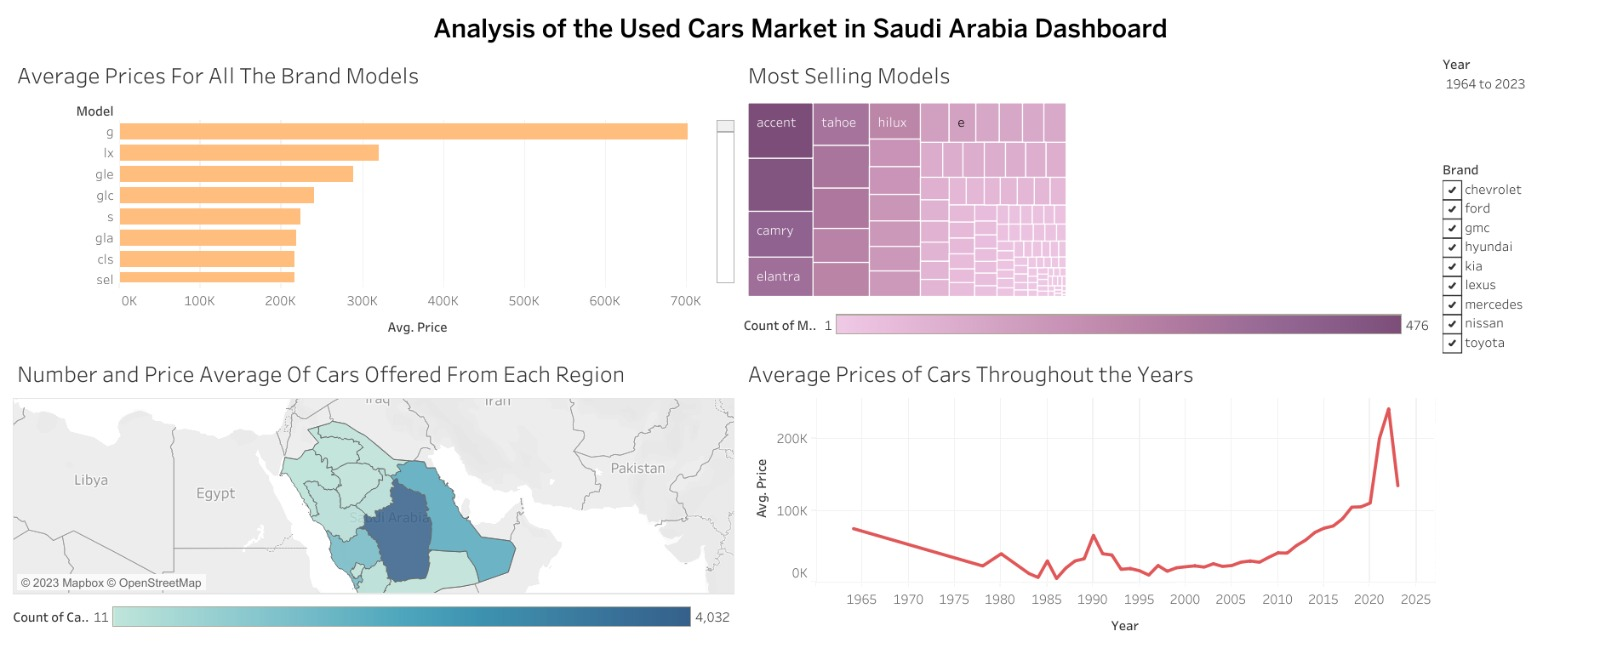 Analysis of the Used Cars Market in Saudi Arabia Dashboard
Average Prices For All The Brand Models
Model
g
lx
gle
glc
s
gla
cls
sel
0K 100K 200K 300K 400K 500K 600K 700K
Avg. Price
Most Selling Models
accent tahoe hilux e
camry
elantra
Count of M.. 1 476
Year
1964 to 2023
Brand
chevrolet
ford
gmc
hyundai
kia
lexus
mercedes
nissan
toyota
Number and Price Average Of Cars Offered From Each Region
Iraq Iran
Libya Egypt Pakistan
Saudi Arabia
© 2023 Mapbox © OpenStreetMap
Count of Ca.. 11 4,032
Average Prices of Cars Throughout the Years
Avg. Price
200K
100K
0K
1965 1970 1975 1980 1985 1990 1995 2000 2005 2010 2015 2020 2025
Year